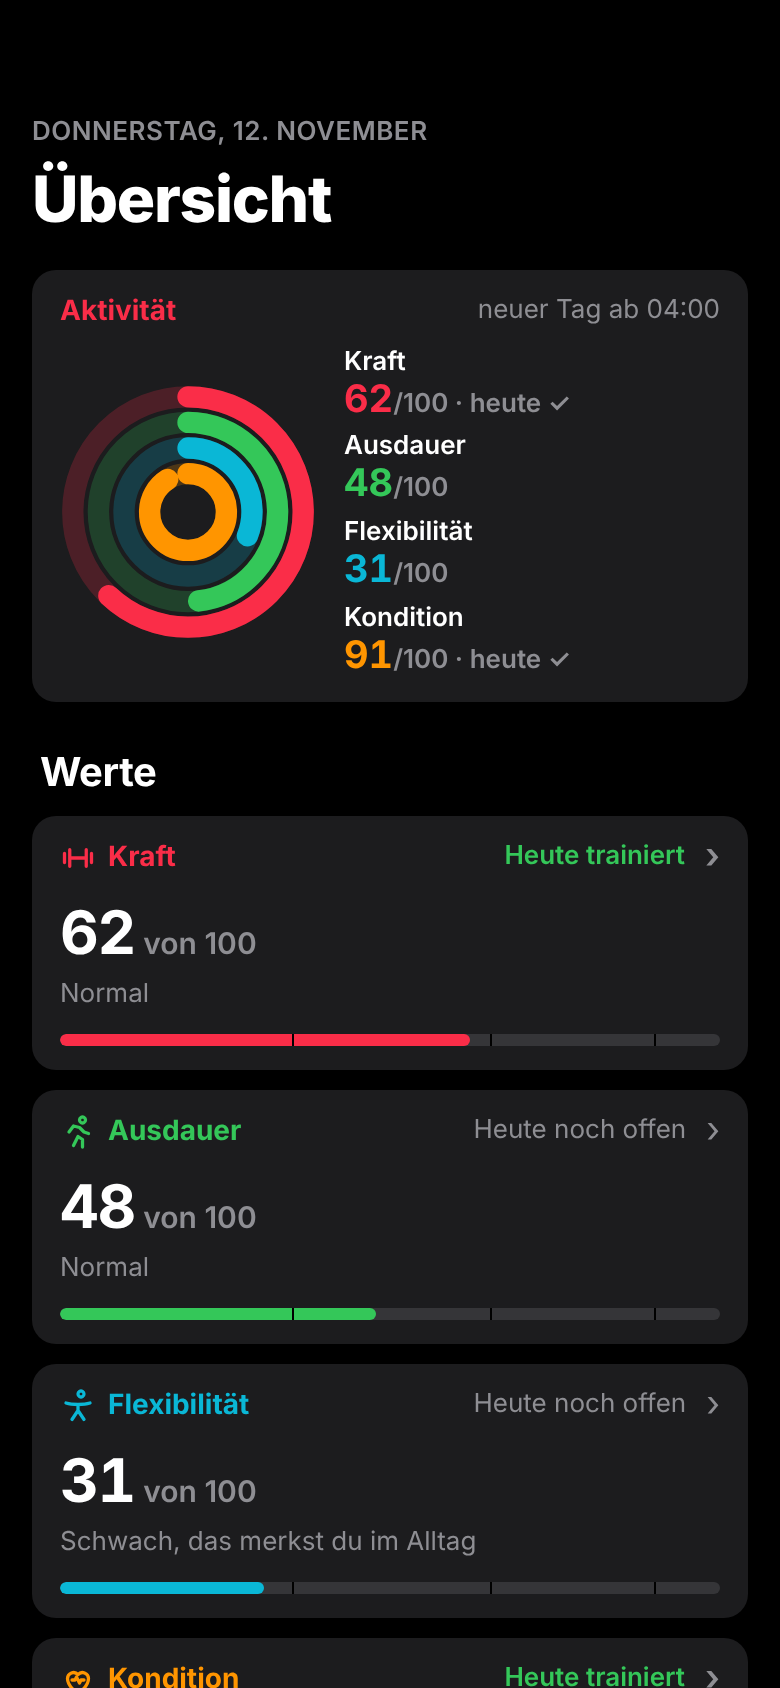 DONNERSTAG, 12. NOVEMBER
Übersicht
Aktivität
neuer Tag ab 04:00
Kraft
62/100 · heute ✓
Ausdauer
48/100
Flexibilität
31/100
Kondition
91/100 · heute ✓
Werte
Kraft
Heute trainiert ›
62 von 100
Normal
Ausdauer
Heute noch offen ›
48 von 100
Normal
Flexibilität
Heute noch offen ›
31 von 100
Schwach, das merkst du im Alltag
Kondition
Heute trainiert ›